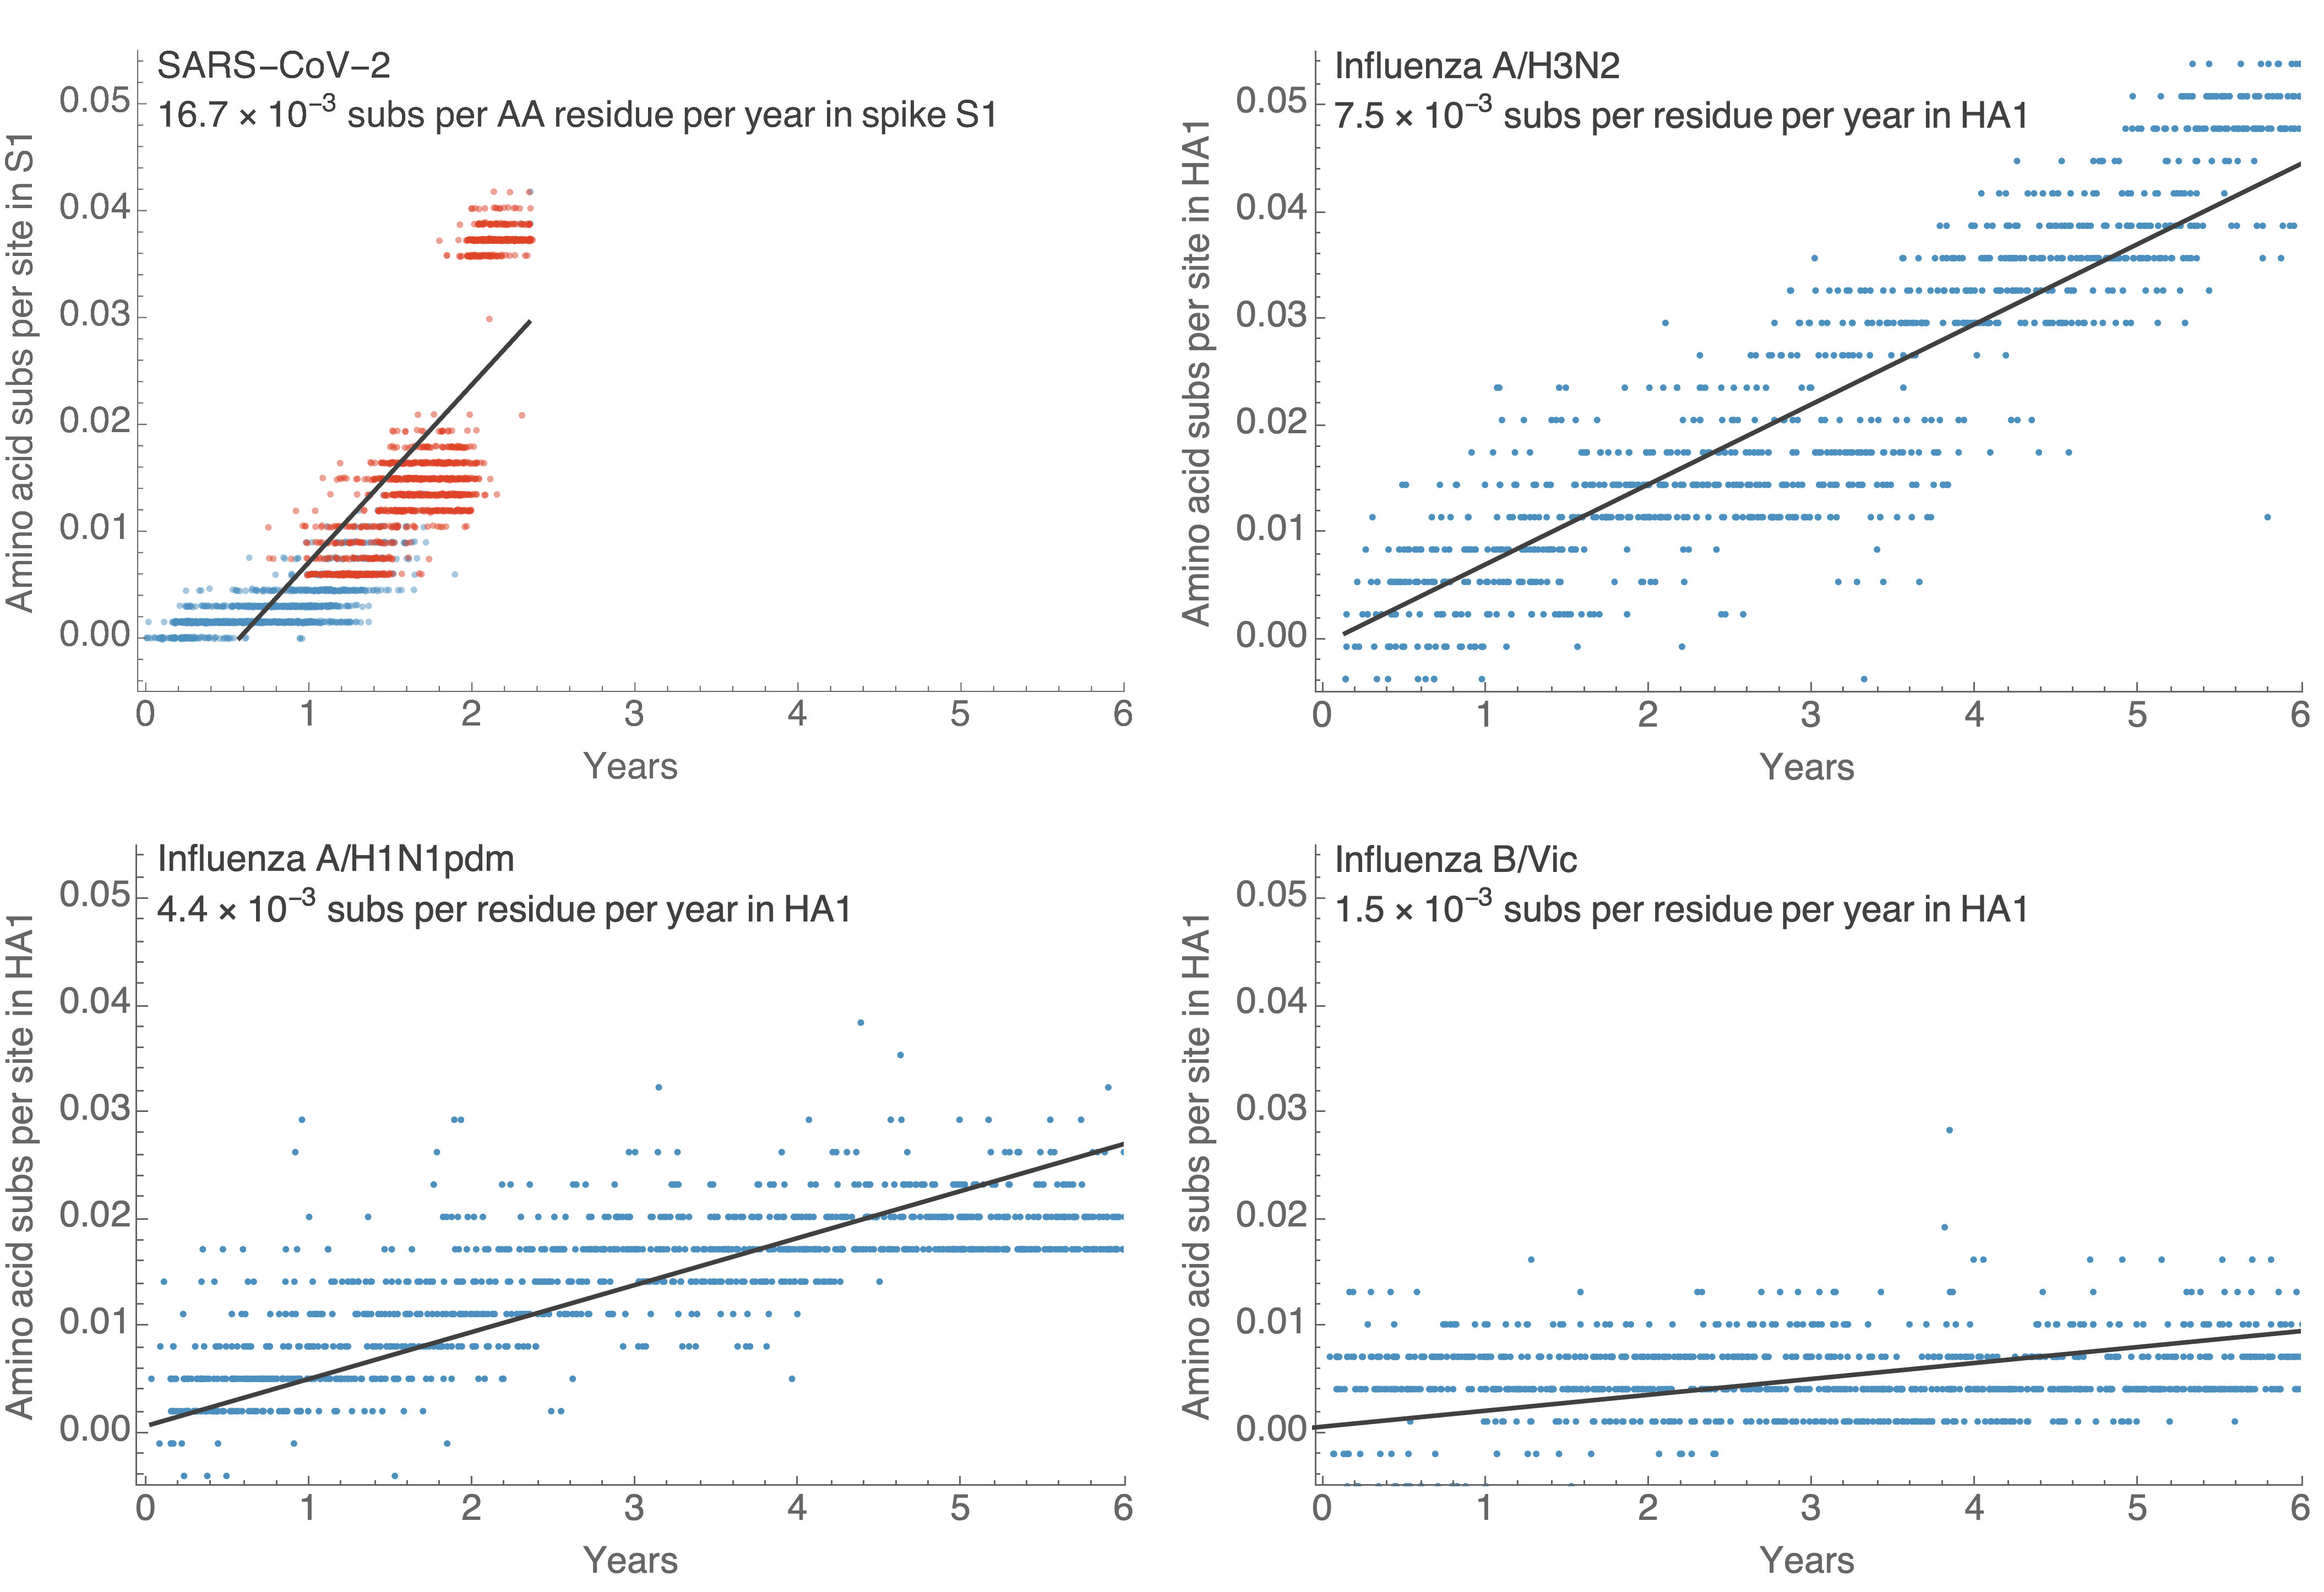 SARS−CoV−2
16.7 × 10⁻³ subs per AA residue per year in spike S1
Amino acid subs per site in S1
0.05
0.04
0.03
0.02
0.01
0.00
0 1 2 3 4 5 6
Years
Influenza A/H3N2
7.5 × 10⁻³ subs per residue per year in HA1
Amino acid subs per site in HA1
0.05
0.04
0.03
0.02
0.01
0.00
0 1 2 3 4 5 6
Years
Influenza A/H1N1pdm
4.4 × 10⁻³ subs per residue per year in HA1
Amino acid subs per site in HA1
0.05
0.04
0.03
0.02
0.01
0.00
0 1 2 3 4 5 6
Years
Influenza B/Vic
1.5 × 10⁻³ subs per residue per year in HA1
Amino acid subs per site in HA1
0.05
0.04
0.03
0.02
0.01
0.00
0 1 2 3 4 5 6
Years